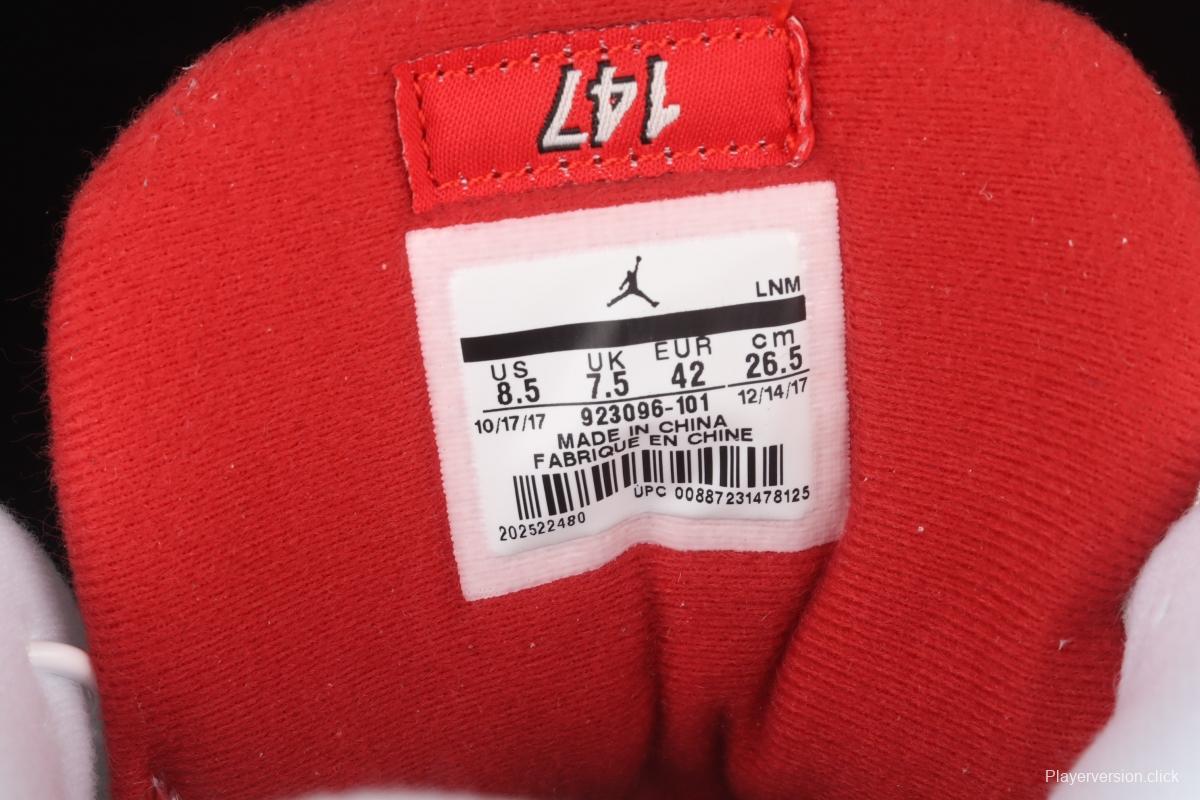 147
LNM
US UK EUR cm
8.5 7.5 42 26.5
10/17/17 923096-101 12/14/17
MADE IN CHINA
FABRIQUE EN CHINE
UPC 00887231478125
202522480
Playerversion.click